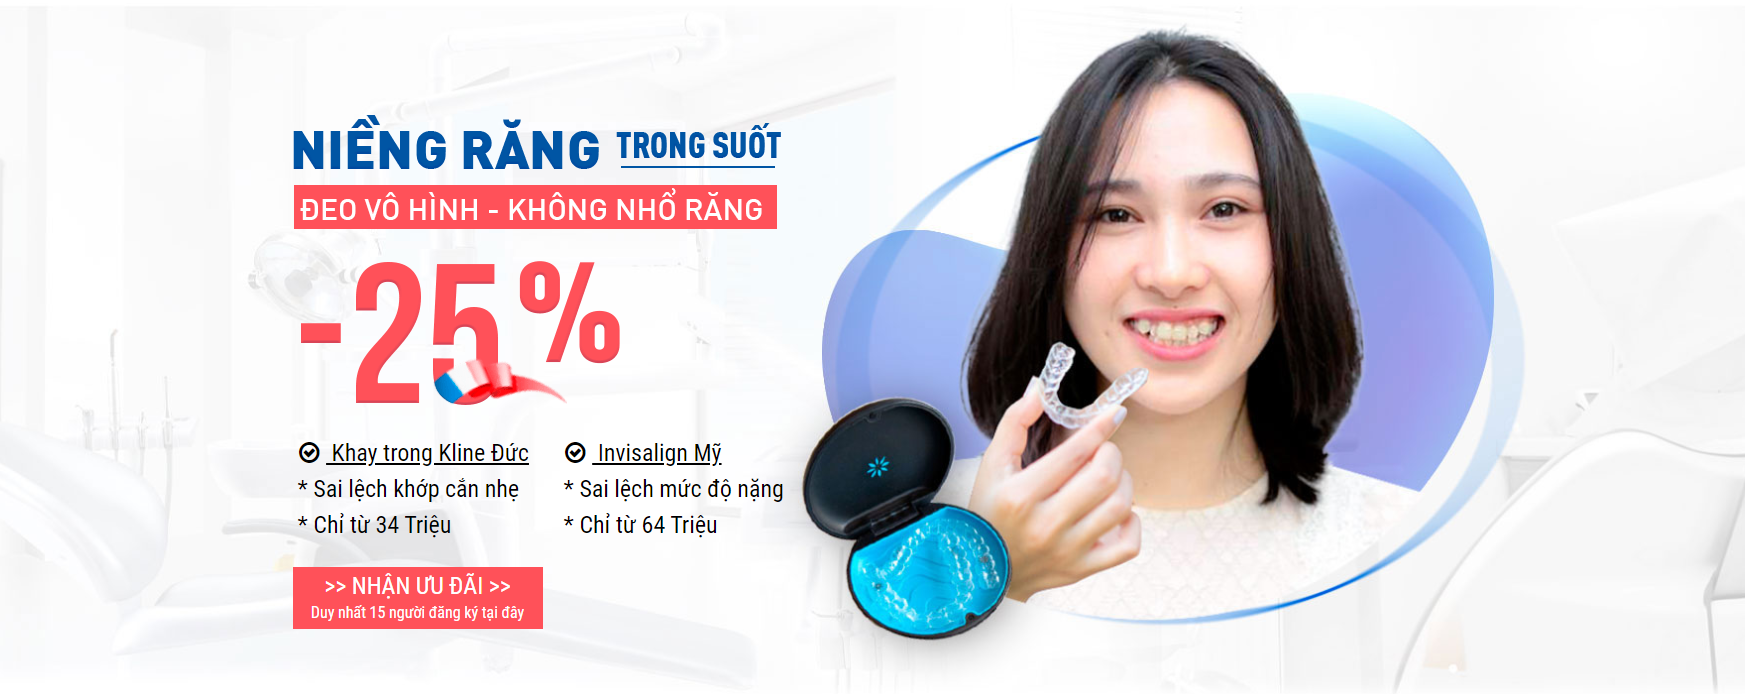 NIỀNG RĂNG TRONG SUỐT
ĐEO VÔ HÌNH - KHÔNG NHỔ RĂNG
-25%
Khay trong Kline Đức
* Sai lệch khớp cắn nhẹ
* Chỉ từ 34 Triệu
Invisalign Mỹ
* Sai lệch mức độ nặng
* Chỉ từ 64 Triệu
>> NHẬN ƯU ĐÃI >>
Duy nhất 15 người đăng ký tại đây